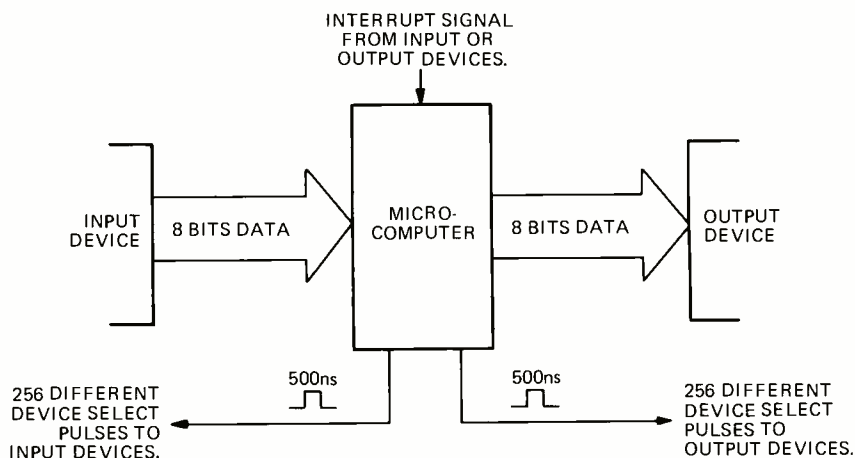 INTERRUPT SIGNAL
FROM INPUT OR
OUTPUT DEVICES.
INPUT
DEVICE
8 BITS DATA
MICRO-
COMPUTER
8 BITS DATA
OUTPUT
DEVICE
500ns
500ns
256 DIFFERENT
DEVICE SELECT
PULSES TO
INPUT DEVICES.
256 DIFFERENT
DEVICE SELECT
PULSES TO
OUTPUT DEVICES.